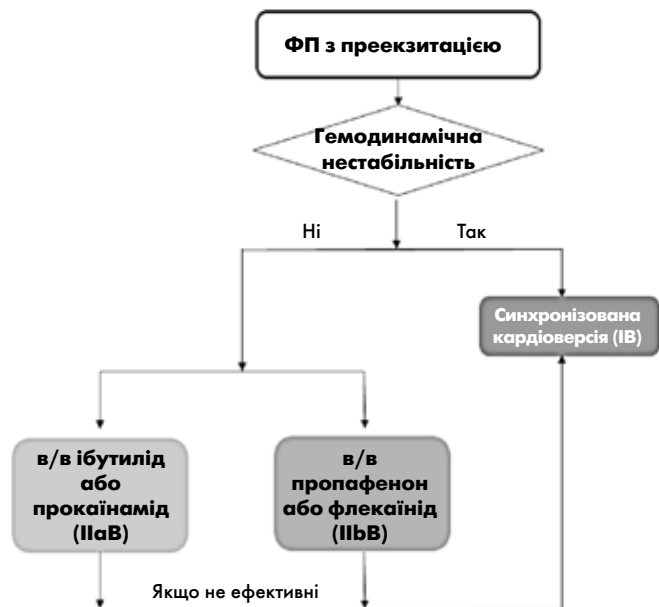 ФП з преекзитацією
Гемодинамічна
нестабільність
Ні
Так
Синхронізована
кардіоверсія (IB)
в/в ібутилід
або
прокаїнамід
(IIaB)
в/в
пропафенон
або флекаїнід
(IIbB)
Якщо не ефективні